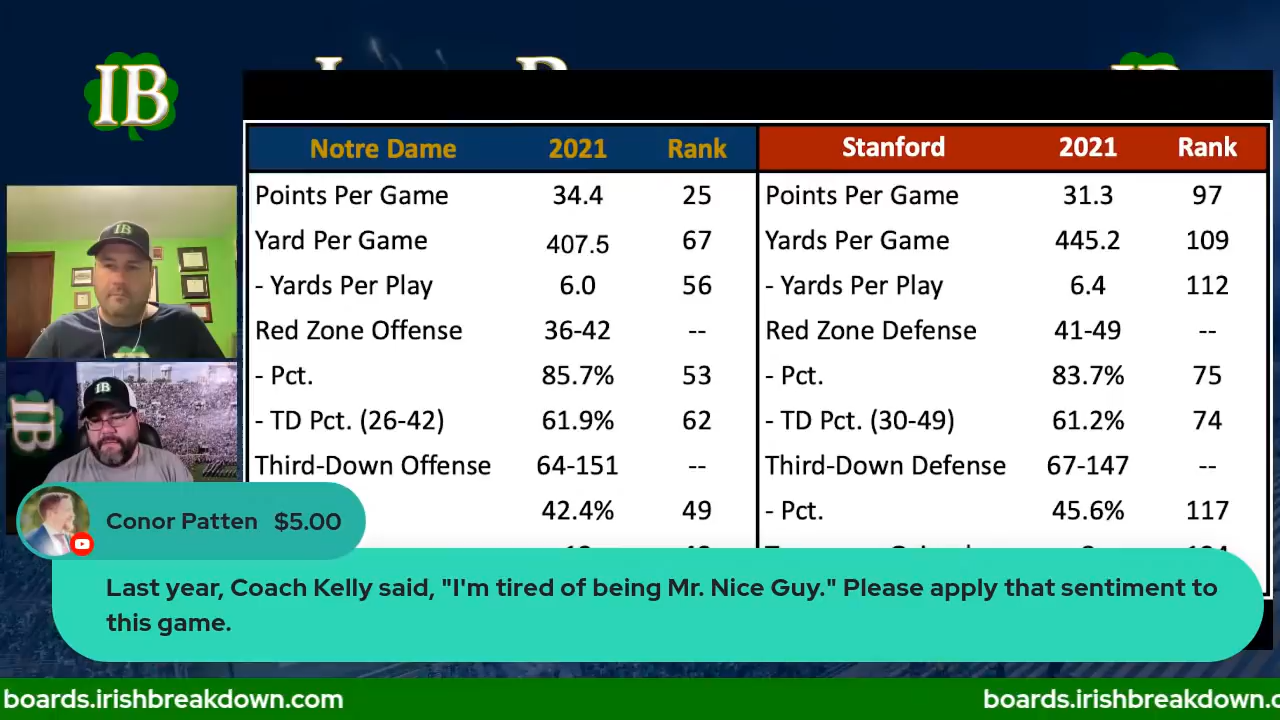 IB
Notre Dame 2021 Rank Stanford 2021 Rank
Points Per Game 34.4 25 Points Per Game 31.3 97
Yard Per Game 407.5 67 Yards Per Game 445.2 109
- Yards Per Play 6.0 56 - Yards Per Play 6.4 112
Red Zone Offense 36-42 -- Red Zone Defense 41-49 --
- Pct. 85.7% 53 - Pct. 83.7% 75
- TD Pct. (26-42) 61.9% 62 - TD Pct. (30-49) 61.2% 74
Third-Down Offense 64-151 -- Third-Down Defense 67-147 --
42.4% 49 - Pct. 45.6% 117
IB
IB
IB
Conor Patten $5.00
Last year, Coach Kelly said, "I'm tired of being Mr. Nice Guy." Please apply that sentiment to
this game.
boards.irishbreakdown.com boards.irishbreakdown.c